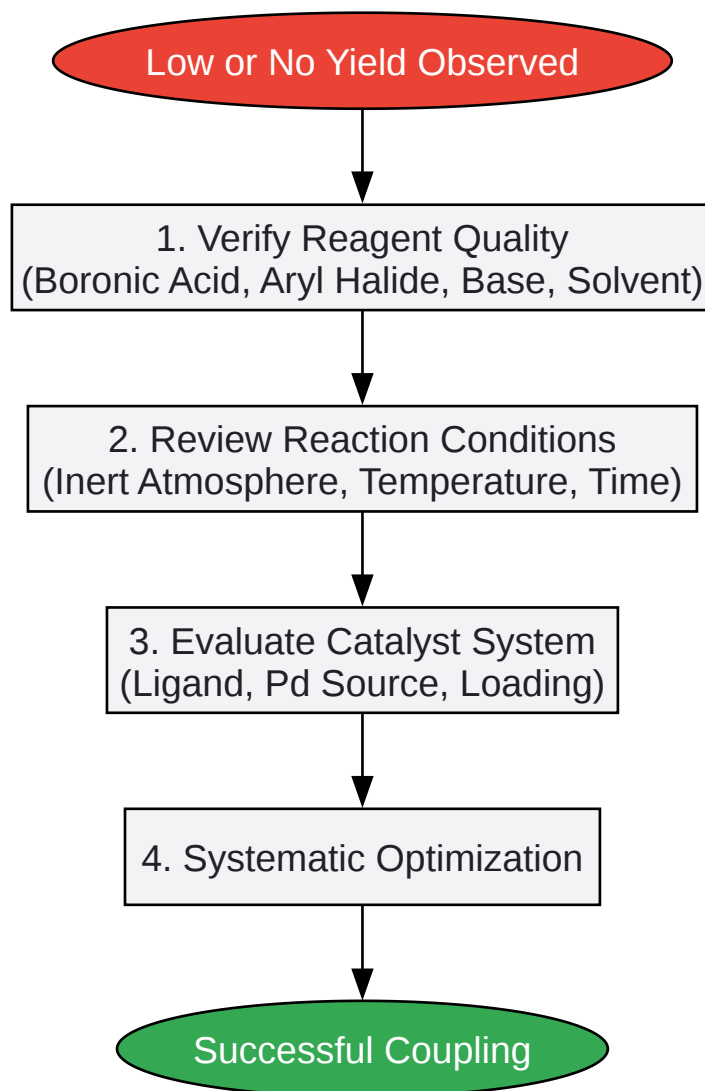 Low or No Yield Observed
1. Verify Reagent Quality
(Boronic Acid, Aryl Halide, Base, Solvent)
2. Review Reaction Conditions
(Inert Atmosphere, Temperature, Time)
3. Evaluate Catalyst System
(Ligand, Pd Source, Loading)
4. Systematic Optimization
Successful Coupling